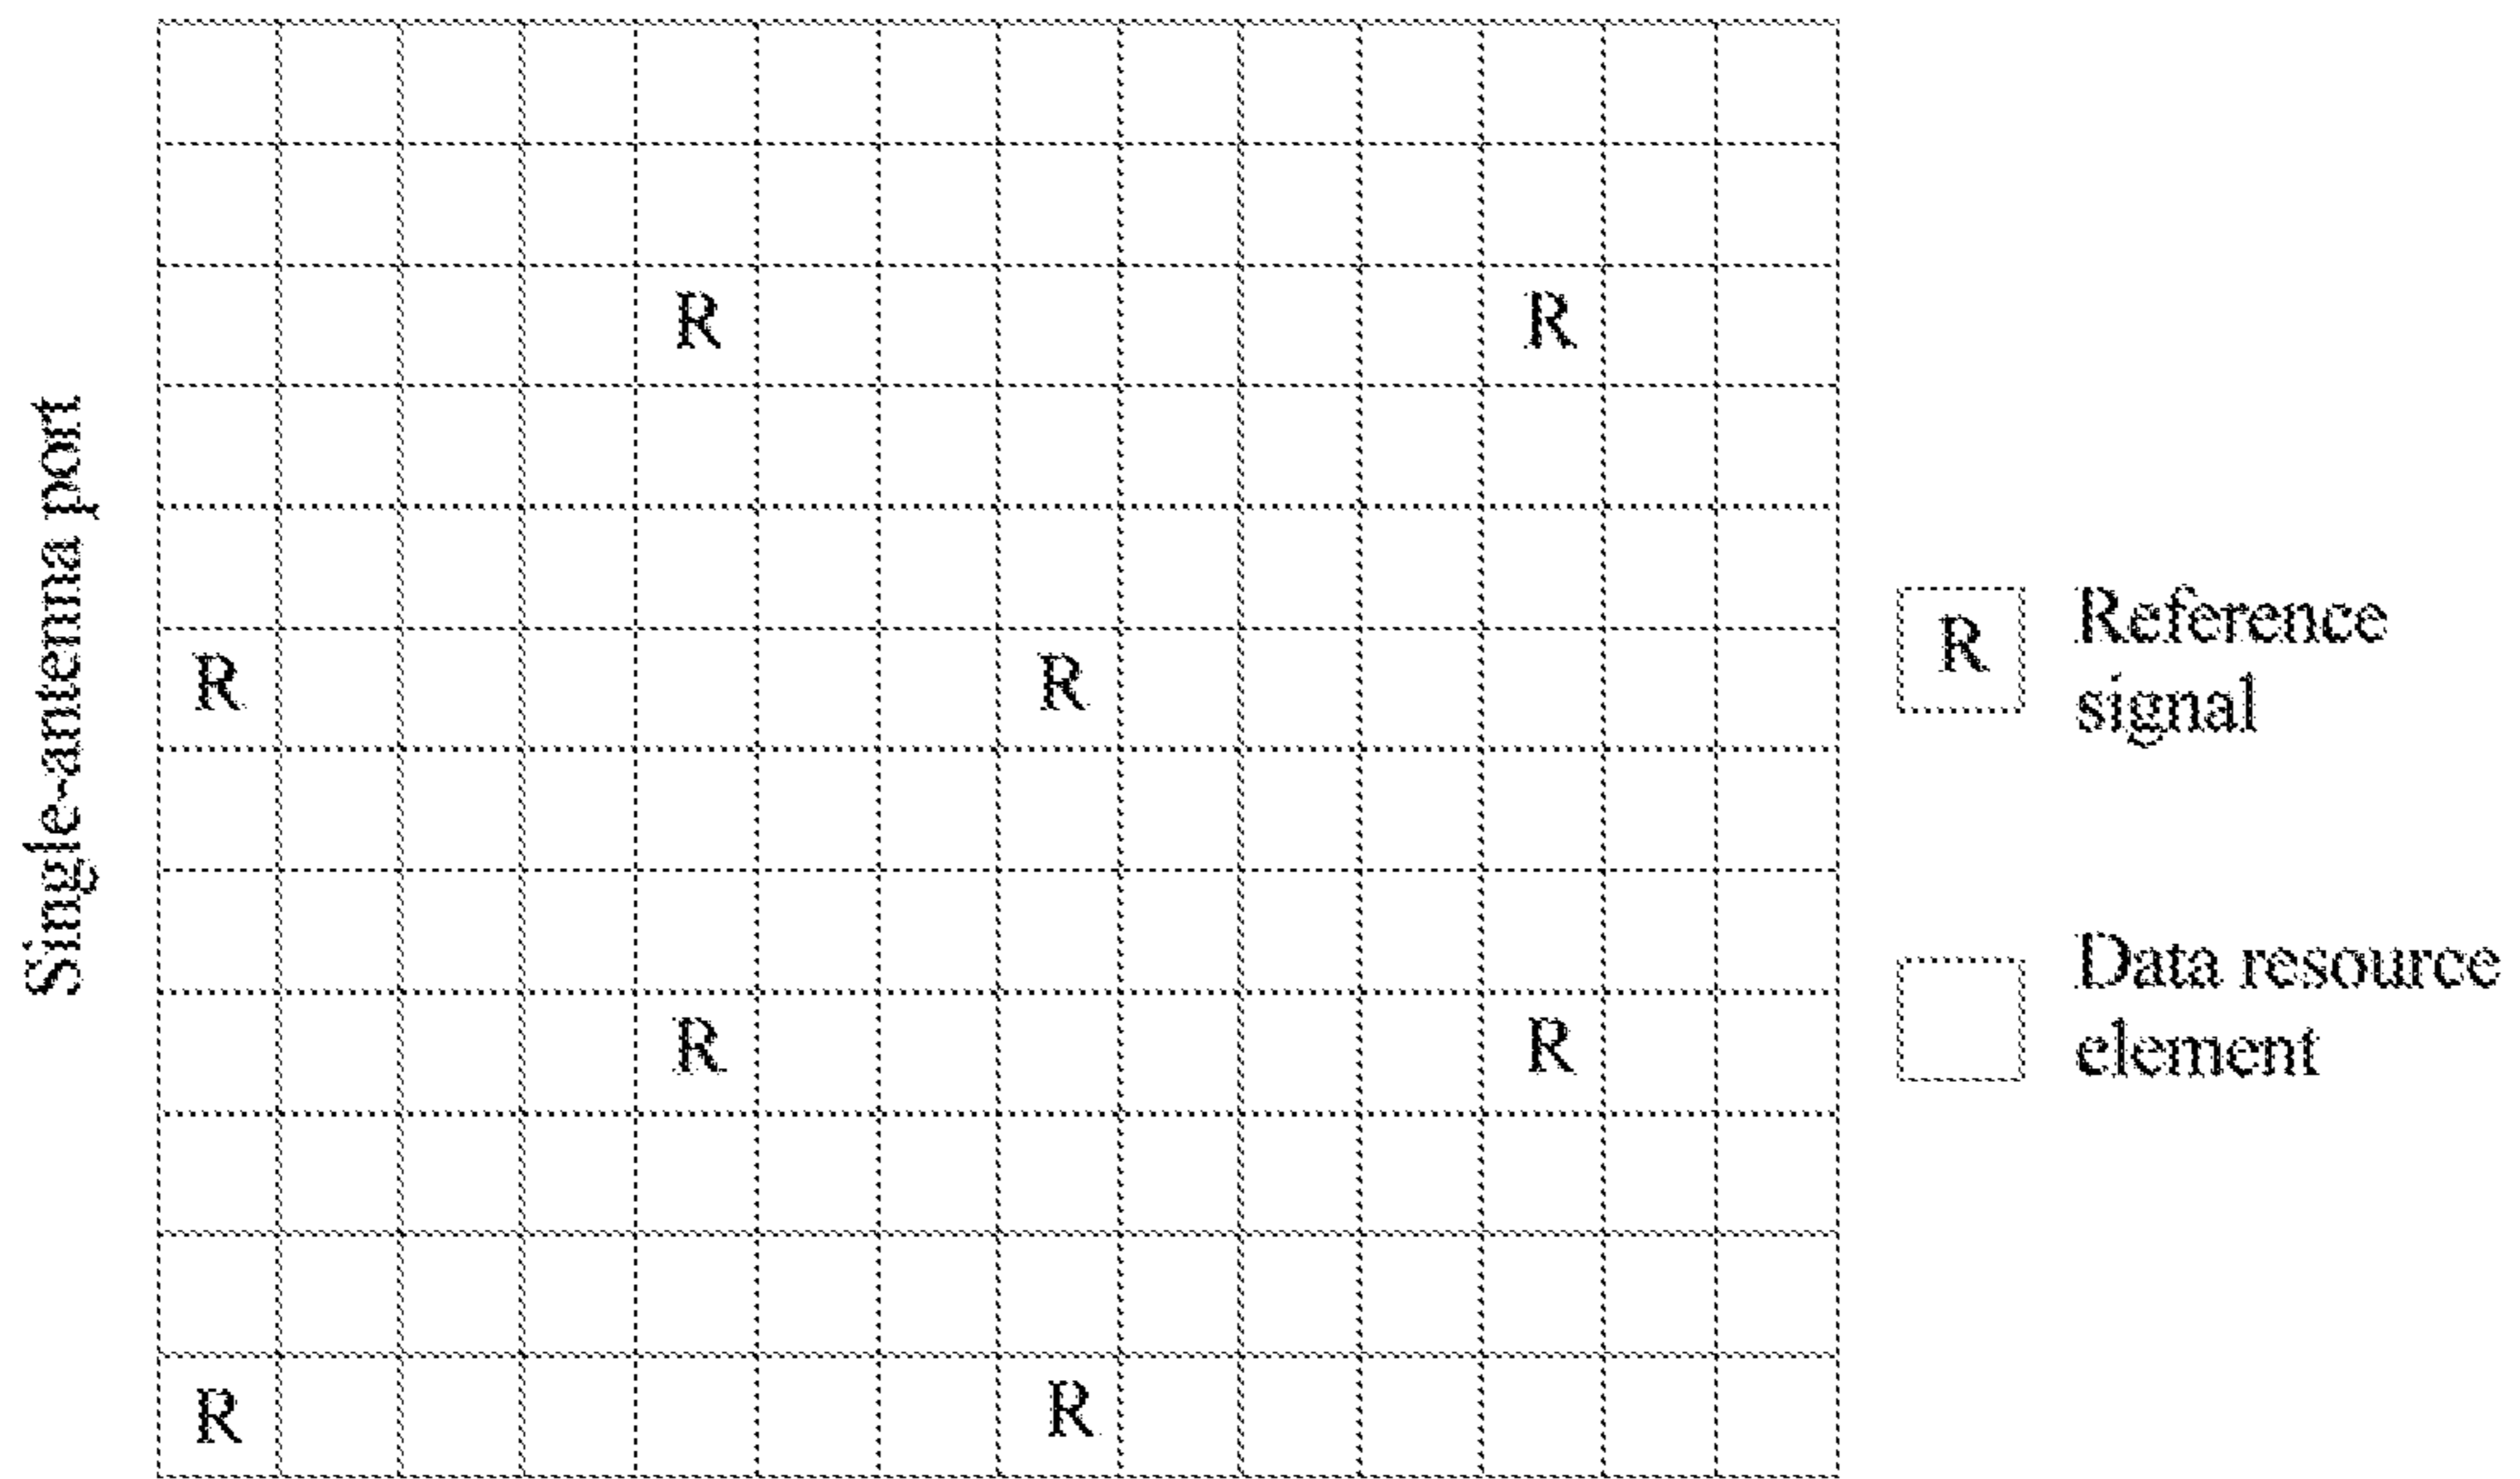 Single-antenna port
R R
R R
R R
R R
R
Reference
signal
Data resource
element